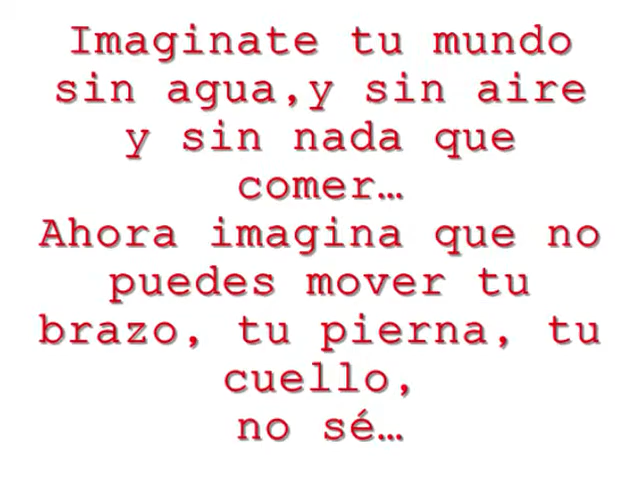 Imaginate tu mundo
sin agua,y sin aire
y sin nada que
comer…
Ahora imagina que no
puedes mover tu
brazo, tu pierna, tu
cuello,
no sé…